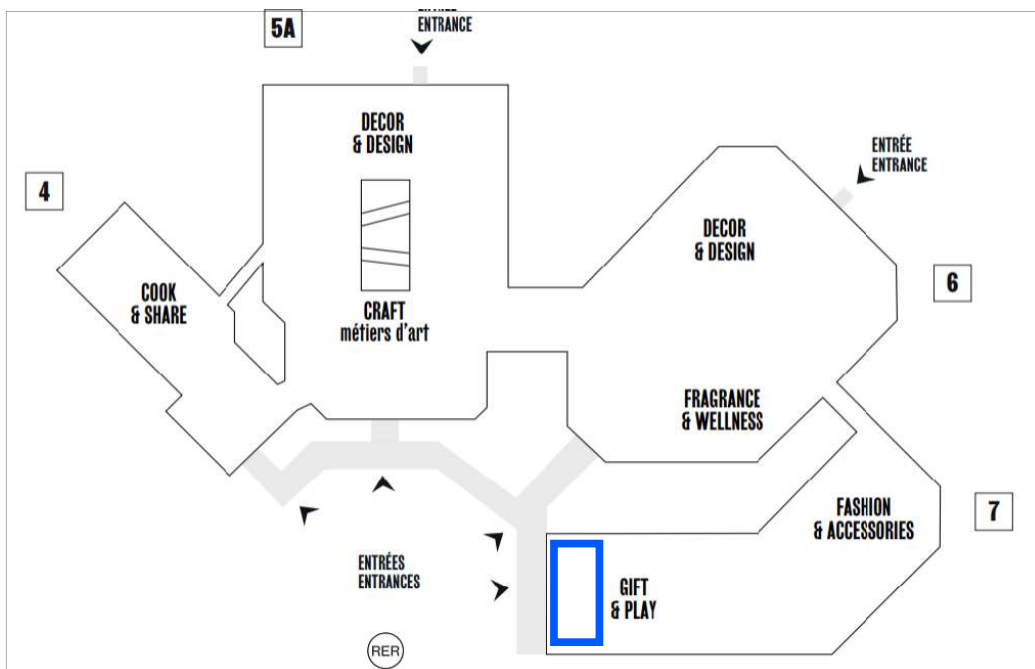 5A
ENTRANCE
DECOR
& DESIGN
ENTRÉE
ENTRANCE
4
DECOR
& DESIGN
6
COOK
& SHARE
CRAFT
métiers d'art
FRAGRANCE
& WELLNESS
FASHION
& ACCESSORIES
7
ENTRÉES
ENTRANCES
GIFT
& PLAY
RER